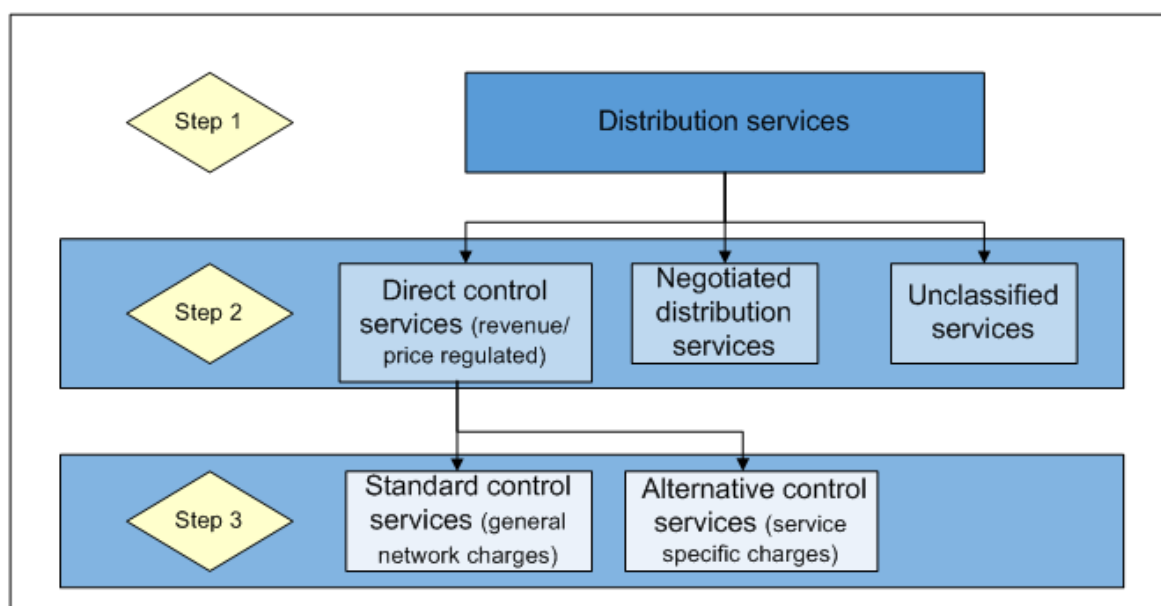 Step 1
Distribution services
Step 2
Direct control
services (revenue/
price regulated)
Negotiated
distribution
services
Unclassified
services
Step 3
Standard control
services (general
network charges)
Alternative control
services (service
specific charges)